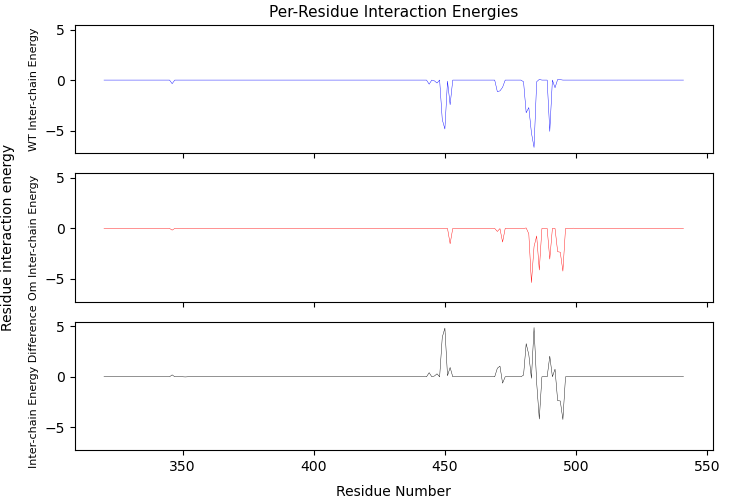 Per-Residue Interaction Energies
Residue interaction energy
WT Inter-chain Energy
5
0
−5
Om Inter-chain Energy
5
0
−5
Inter-chain Energy Difference
5
0
−5
350
400
450
500
550
Residue Number